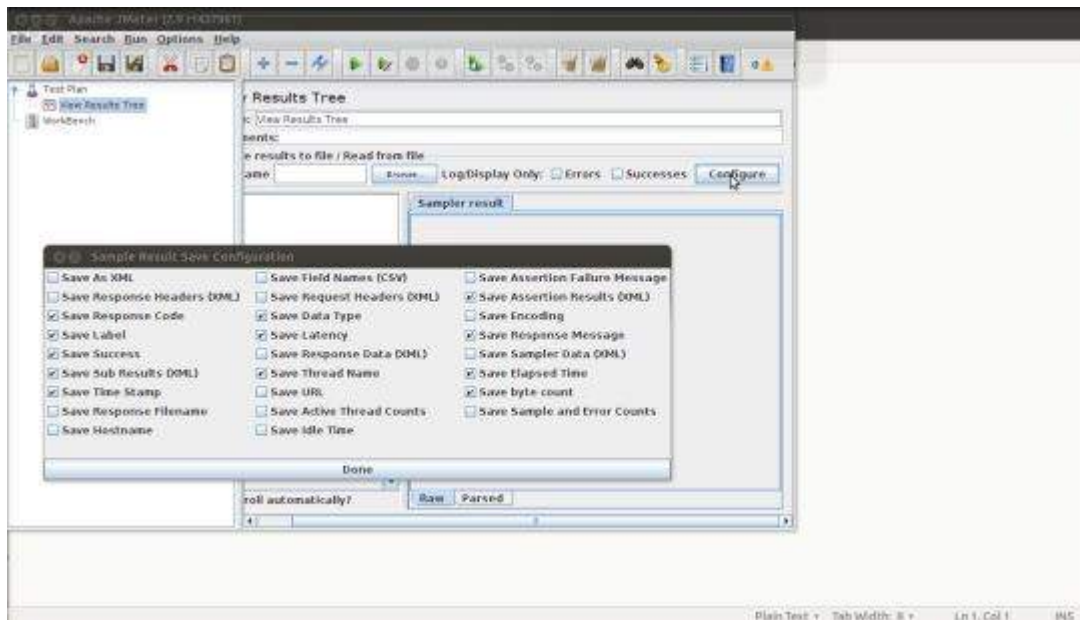 Apache JMeter (2.9 r1437961)
File Edit Search Run Options Help
Test Plan
View Results Tree
WorkBench
Results Tree
View Results Tree
ments:
e results to file / Read from file
ame Browse... Log/Display Only: Errors Successes Configure
Sampler result
Sample Result Save Configuration
Save As XML Save Field Names (CSV) Save Assertion Failure Message
Save Response Headers (XML) Save Request Headers (XML) Save Assertion Results (XML)
Save Response Code Save Data Type Save Encoding
Save Label Save Latency Save Response Message
Save Success Save Response Data (XML) Save Sampler Data (XML)
Save Sub Results (XML) Save Thread Name Save Elapsed Time
Save Time Stamp Save URL Save byte count
Save Response Filename Save Active Thread Counts Save Sample and Error Counts
Save Hostname Save Idle Time
Done
roll automatically? Raw Parsed
Plain Text Tab Width: 8 Ln 1, Col 1 INS